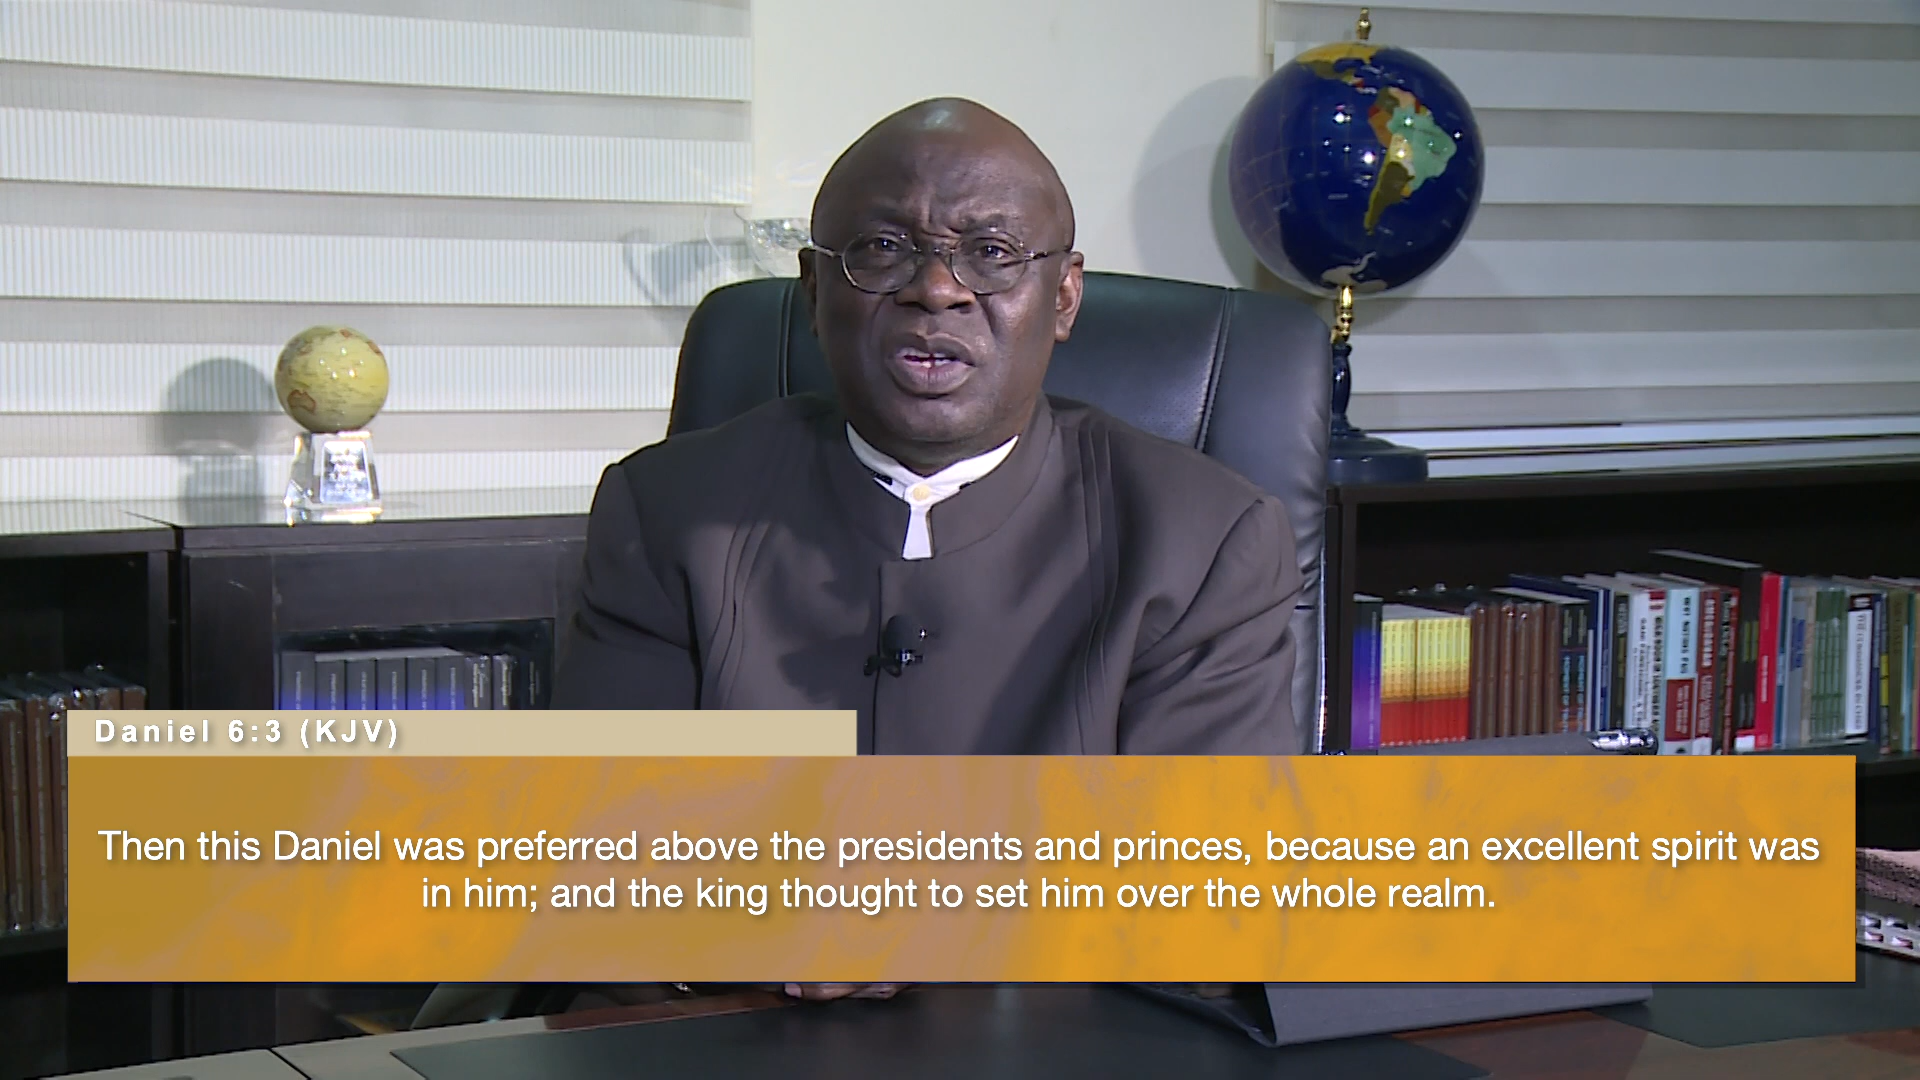 Daniel 6:3 (KJV)
Then this Daniel was preferred above the presidents and princes, because an excellent spirit was
in him; and the king thought to set him over the whole realm.